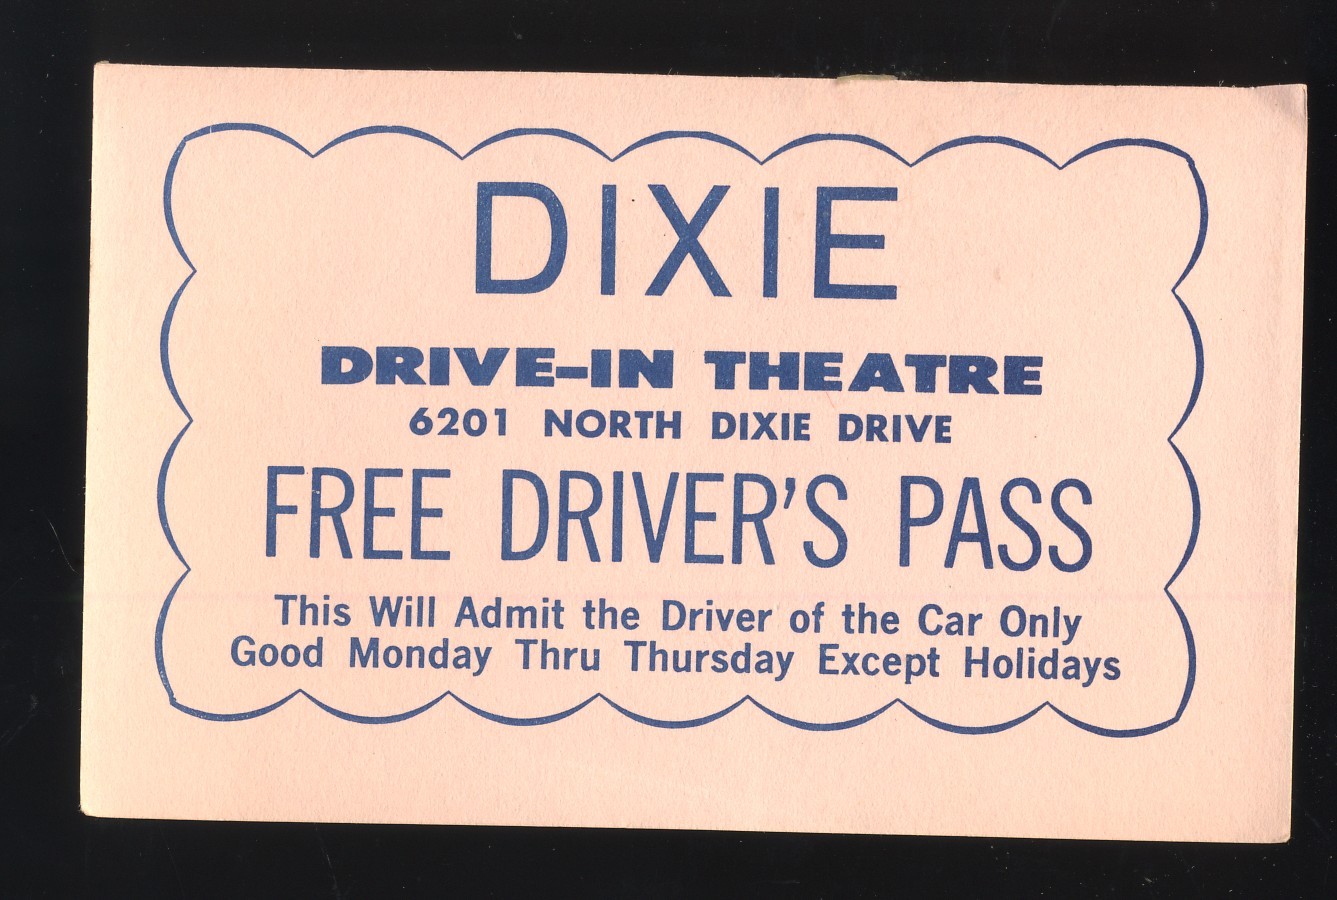 DIXIE
DRIVE-IN THEATRE
6201 NORTH DIXIE DRIVE
FREE DRIVER'S PASS
This Will Admit the Driver of the Car Only
Good Monday Thru Thursday Except Holidays